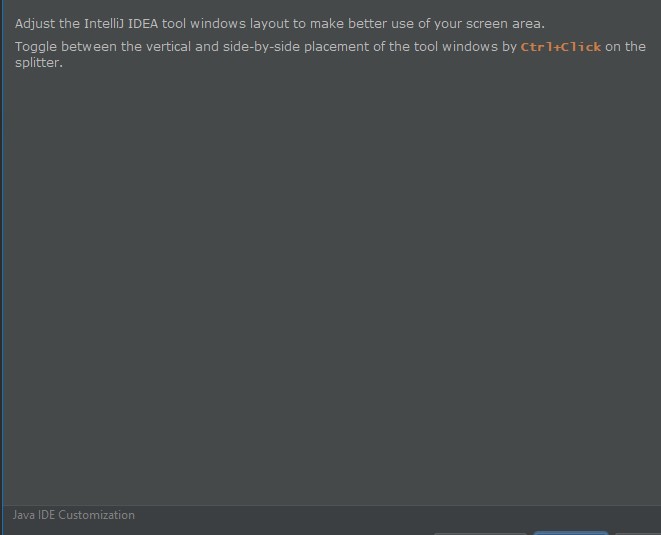 Adjust the IntelliJ IDEA tool windows layout to make better use of your screen area.
Toggle between the vertical and side-by-side placement of the tool windows by Ctrl+Click on the
splitter.
Java IDE Customization